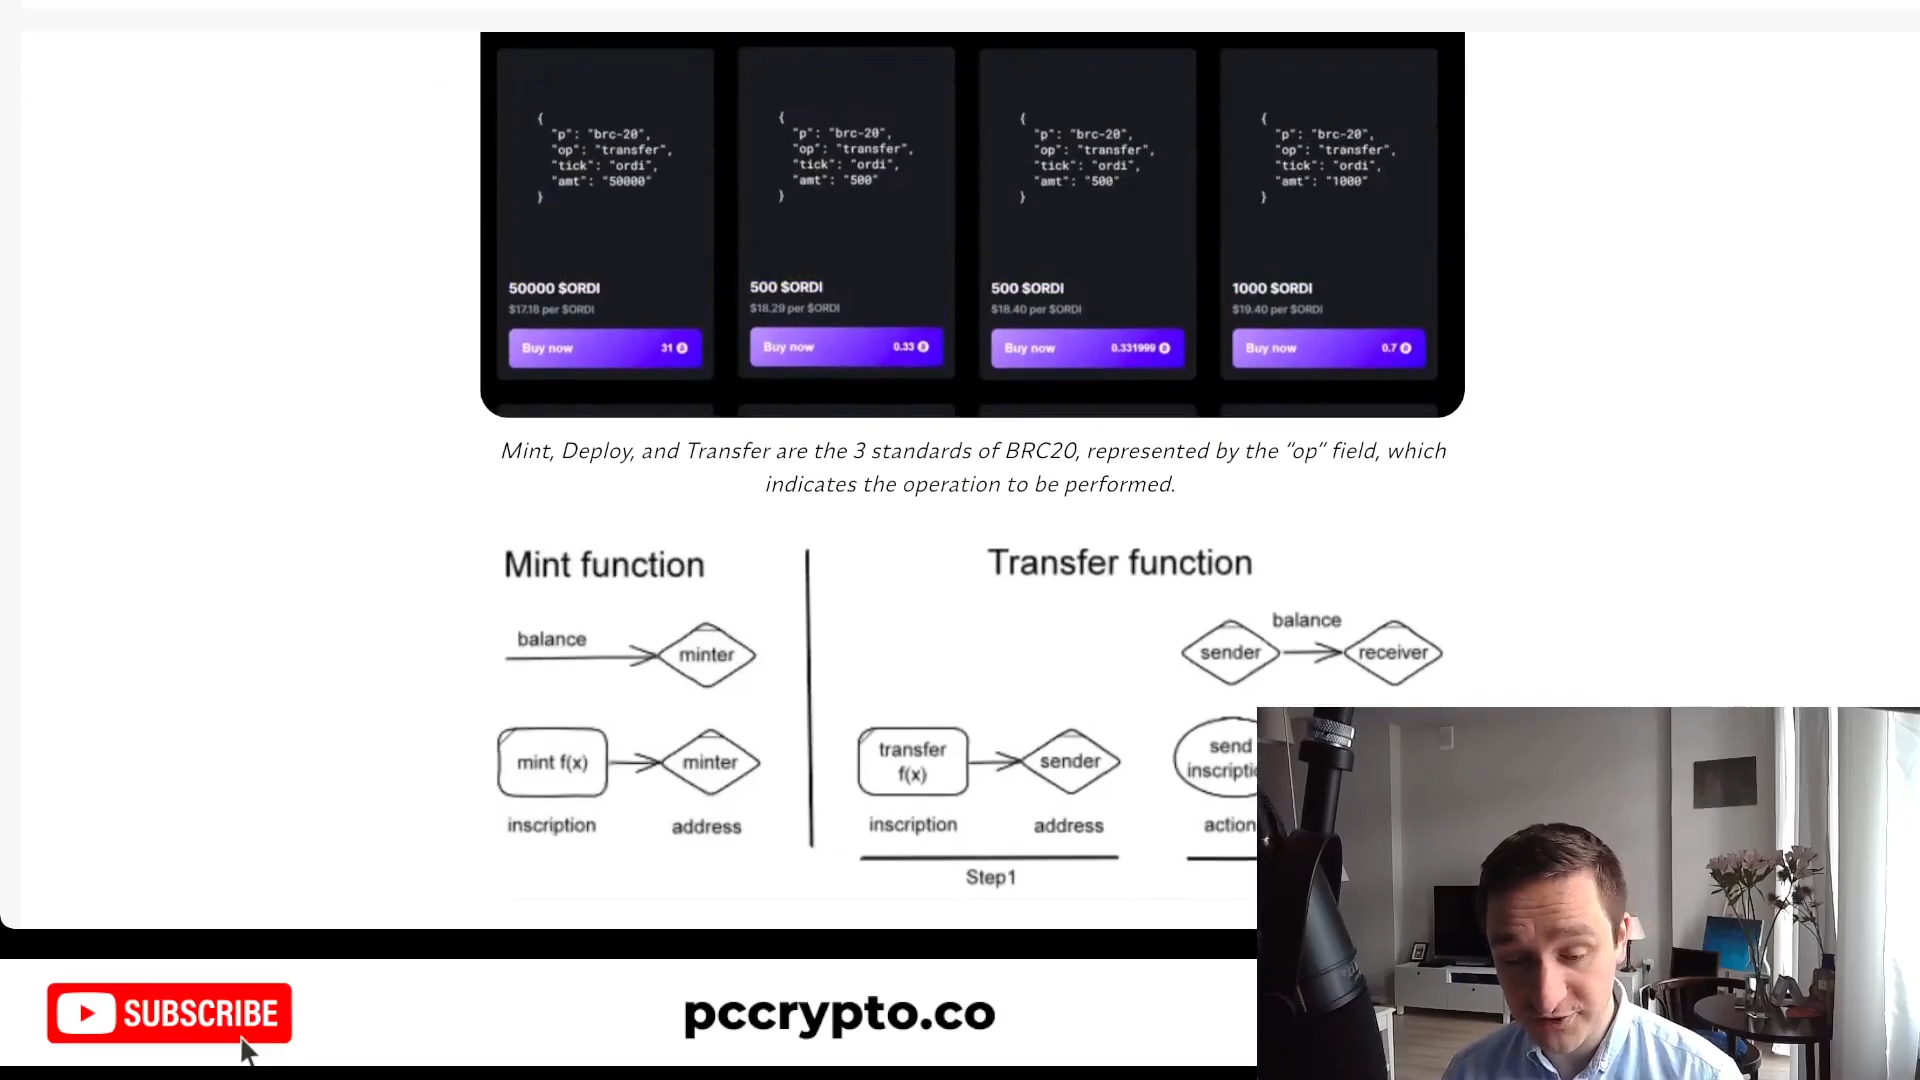 {
"p": "brc-20",
"op": "transfer",
"tick": "ordi",
"amt": "50000"
}
50000 $ORDI
$17.18 per $ORDI
Buy now 31
{
"p": "brc-20",
"op": "transfer",
"tick": "ordi",
"amt": "500"
}
500 $ORDI
$18.29 per $ORDI
Buy now 0.33
{
"p": "brc-20",
"op": "transfer",
"tick": "ordi",
"amt": "500"
}
500 $ORDI
$18.40 per $ORDI
Buy now 0.331999
{
"p": "brc-20",
"op": "transfer",
"tick": "ordi",
"amt": "1000"
}
1000 $ORDI
$19.40 per $ORDI
Buy now 0.7
Mint, Deploy, and Transfer are the 3 standards of BRC20, represented by the “op” field, which
indicates the operation to be performed.
Mint function
balance
minter
mint f(x)
minter
inscription
address
Transfer function
balance
sender
receiver
transfer
f(x)
sender
send
inscripti
inscription
address
action
Step1
SUBSCRIBE
pccrypto.co